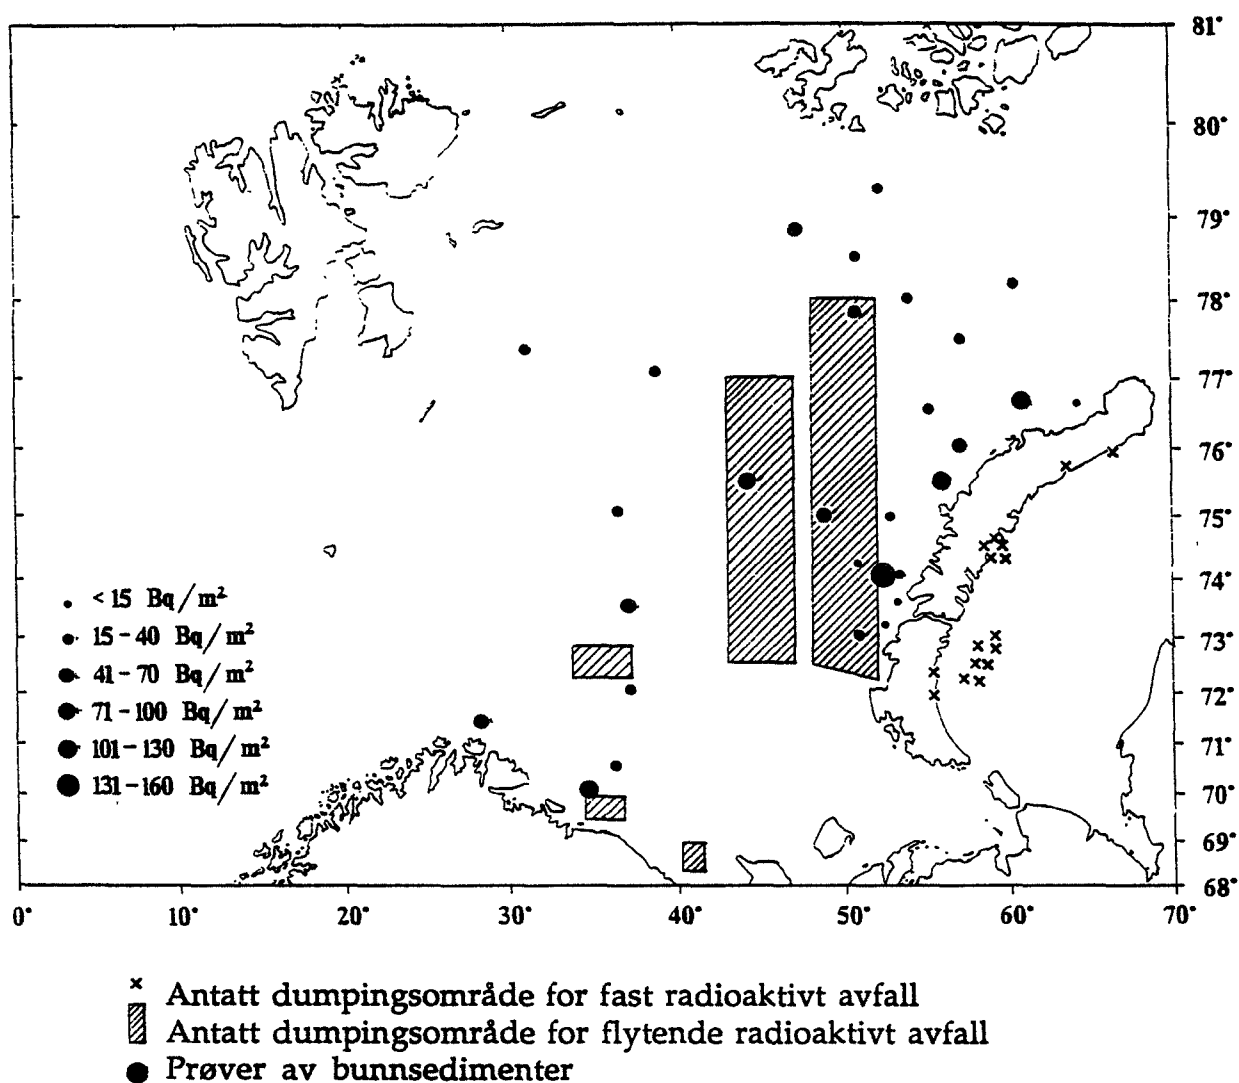 81°
80°
79°
78°
77°
76°
75°
74°
73°
72°
71°
70°
69°
68°
< 15 Bq/m²
15-40 Bq/m²
41-70 Bq/m²
71-100 Bq/m²
101-130 Bq/m²
131-160 Bq/m²
0° 10° 20° 30° 40° 50° 60° 70°
Antatt dumpingsområde for fast radioaktivt avfall
Antatt dumpingsområde for flytende radioaktivt avfall
Prøver av bunnsedimenter